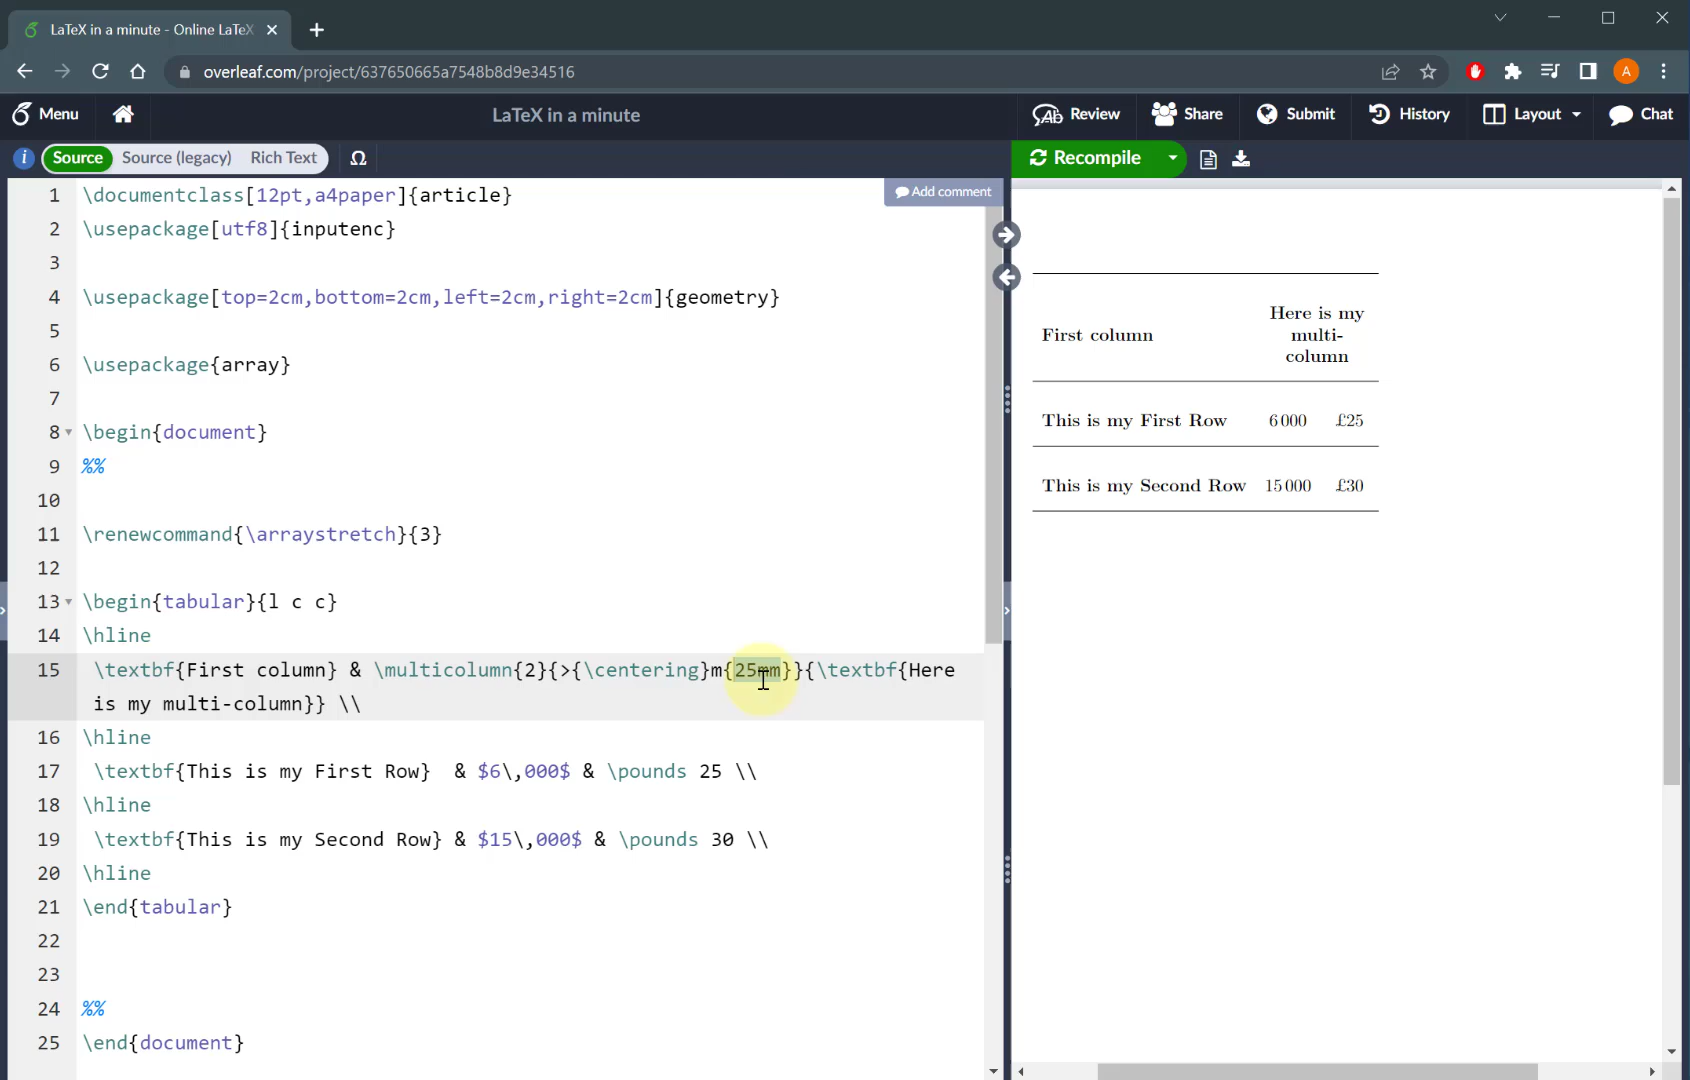 LaTeX in a minute - Online LaTeX
overleaf.com/project/637650665a7548b8d9e34516
A
Menu
LaTeX in a minute
Review
Share
Submit
History
Layout
Chat
Source
Source (legacy)
Rich Text
Ω
Recompile
Add comment
1 \documentclass[12pt,a4paper]{article}
2 \usepackage[utf8]{inputenc}
3
4 \usepackage[top=2cm,bottom=2cm,left=2cm,right=2cm]{geometry}
5
6 \usepackage{array}
7
8 \begin{document}
9 %%
10
11 \renewcommand{\arraystretch}{3}
12
13 \begin{tabular}{l c c}
14 \hline
15 \textbf{First column} & \multicolumn{2}{>{\centering}m{25mm}}{\textbf{Here
is my multi-column}} \\
16 \hline
17 \textbf{This is my First Row} & $6\,000$ & \pounds 25 \\
18 \hline
19 \textbf{This is my Second Row} & $15\,000$ & \pounds 30 \\
20 \hline
21 \end{tabular}
22
23
24 %%
25 \end{document}
First column
Here is my
multi-
column
This is my First Row 6 000 £25
This is my Second Row 15 000 £30